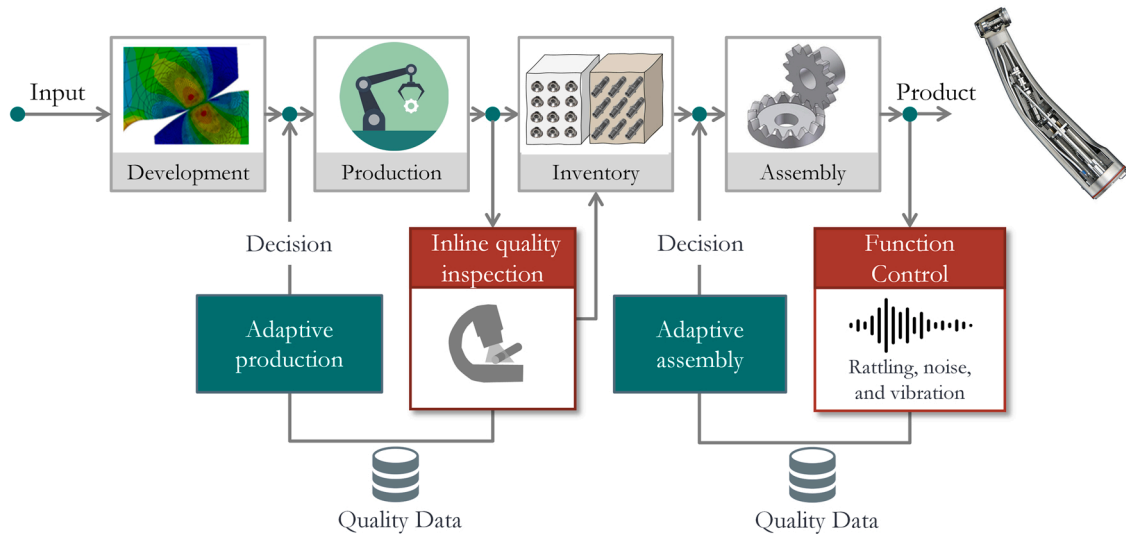 Input
Product
Development
Production
Inventory
Assembly
Decision
Inline quality
inspection
Decision
Function
Control
Adaptive
production
Adaptive
assembly
Rattling, noise,
and vibration
Quality Data
Quality Data